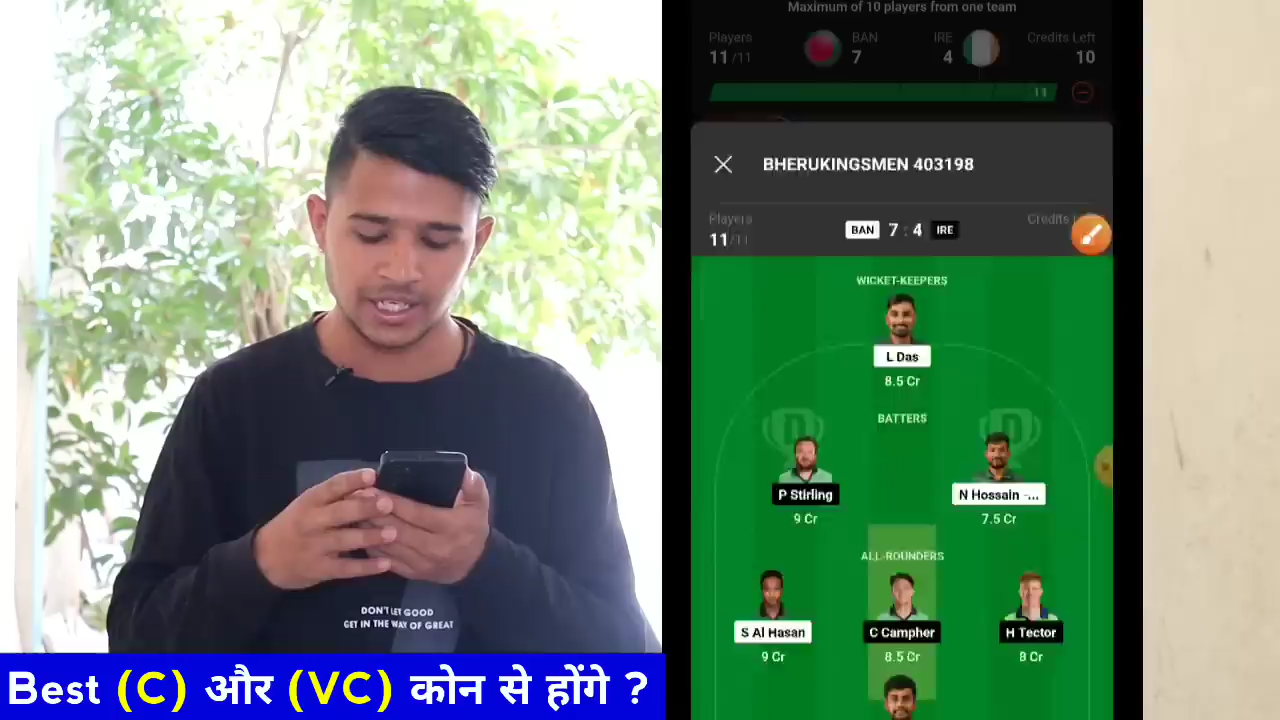 Maximum of 10 players from one team
Players
11/11
BAN
7
IRE
4
Credits Left
10
11
BHERUKINGSMEN 403198
Players
11/11
BAN 7 : 4 IRE
WICKET-KEEPERS
L Das
8.5 Cr
BATTERS
P Stirling
9 Cr
N Hossain -...
7.5 Cr
ALL-ROUNDERS
S Al Hasan
9 Cr
C Campher
8.5 Cr
H Tector
8 Cr
DON'T LET GOOD
GET IN THE WAY OF GREAT
Best (C) और (VC) कोन से होंगे ?